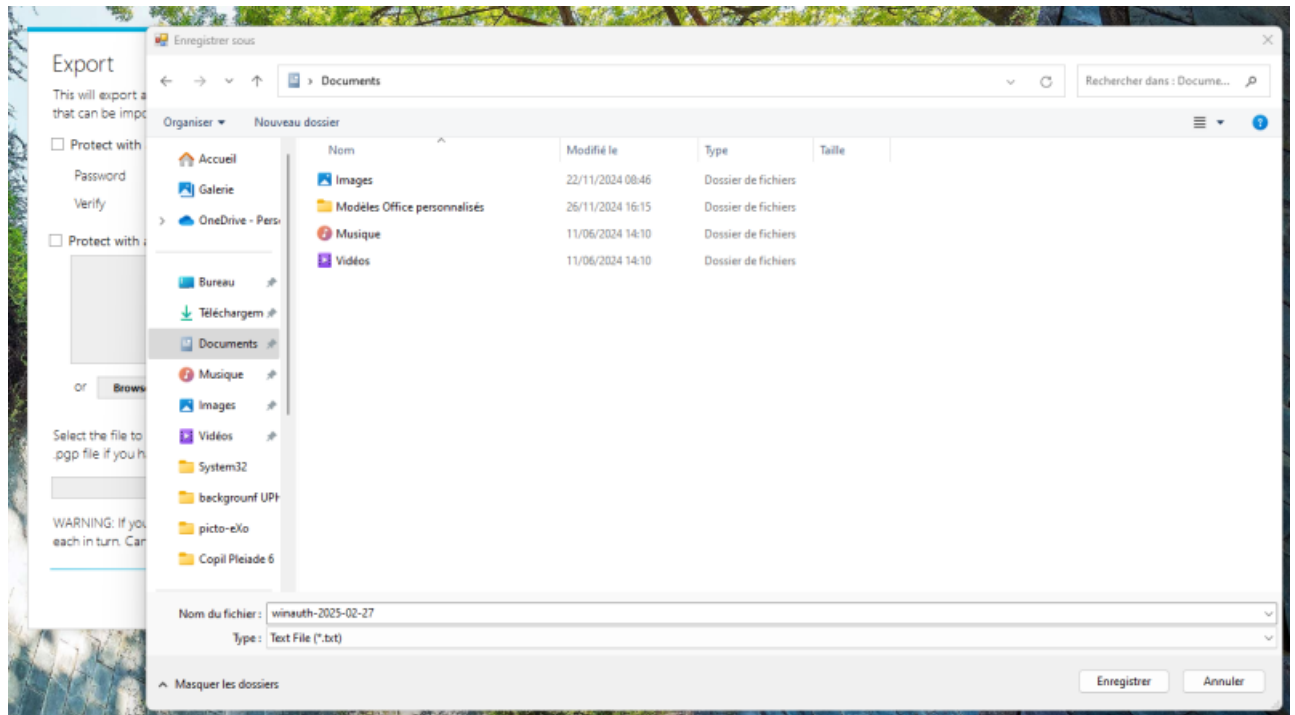 Enregistrer sous
Export
This will export a
that can be impo
Protect with
Password
Verify
Protect with a
or Brows
Select the file to
.pgp file if you h
WARNING: If you
each in turn. Car
Documents
Rechercher dans : Docume...
Organiser Nouveau dossier
Accueil
Galerie
OneDrive - Pers
Bureau
Téléchargem
Documents
Musique
Images
Vidéos
System32
backgrounf UPH
picto-eXo
Copil Pleiade 6
Nom Modifié le Type Taille
Images 22/11/2024 08:46 Dossier de fichiers
Modèles Office personnalisés 26/11/2024 16:15 Dossier de fichiers
Musique 11/06/2024 14:10 Dossier de fichiers
Vidéos 11/06/2024 14:10 Dossier de fichiers
Nom du fichier : winauth-2025-02-27
Type : Text File (*.txt)
Masquer les dossiers
Enregistrer Annuler